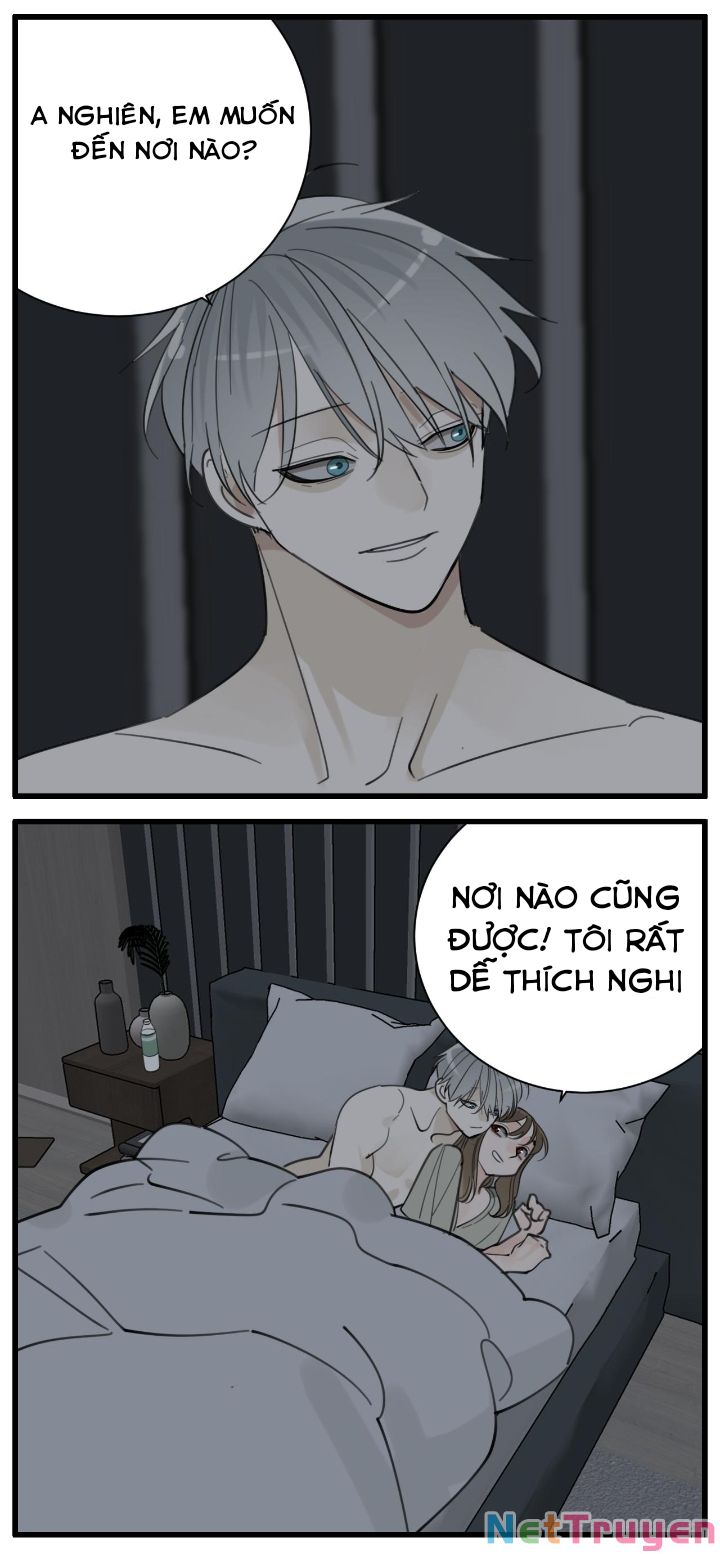 A NGHIÊN, EM MUỐN
ĐẾN NƠI NÀO?
NƠI NÀO CŨNG
ĐƯỢC! TÔI RẤT
DỄ THÍCH NGHI
NetTruyen